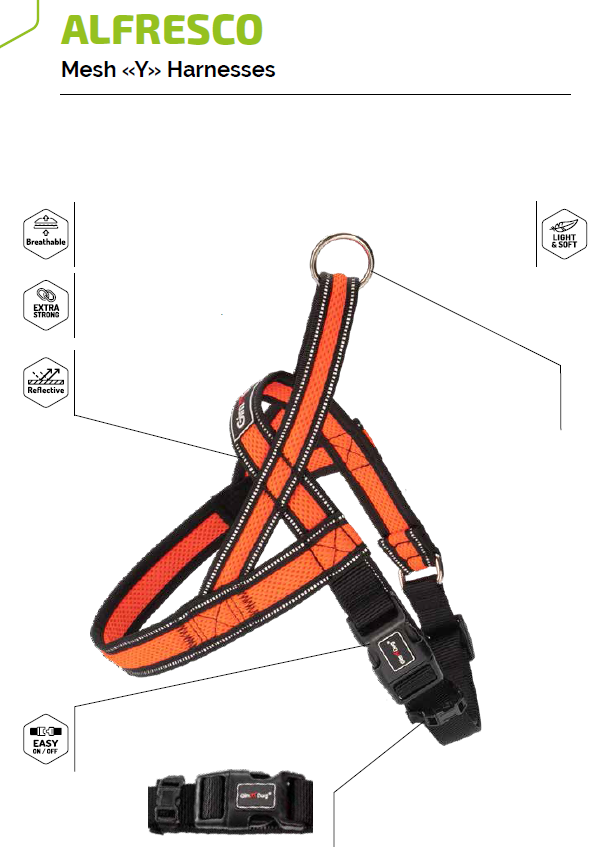 ALFRESCO
Mesh «Y» Harnesses
Breathable
LIGHT
& SOFT
EXTRA
STRONG
Reflective
EASY
ON / OFF